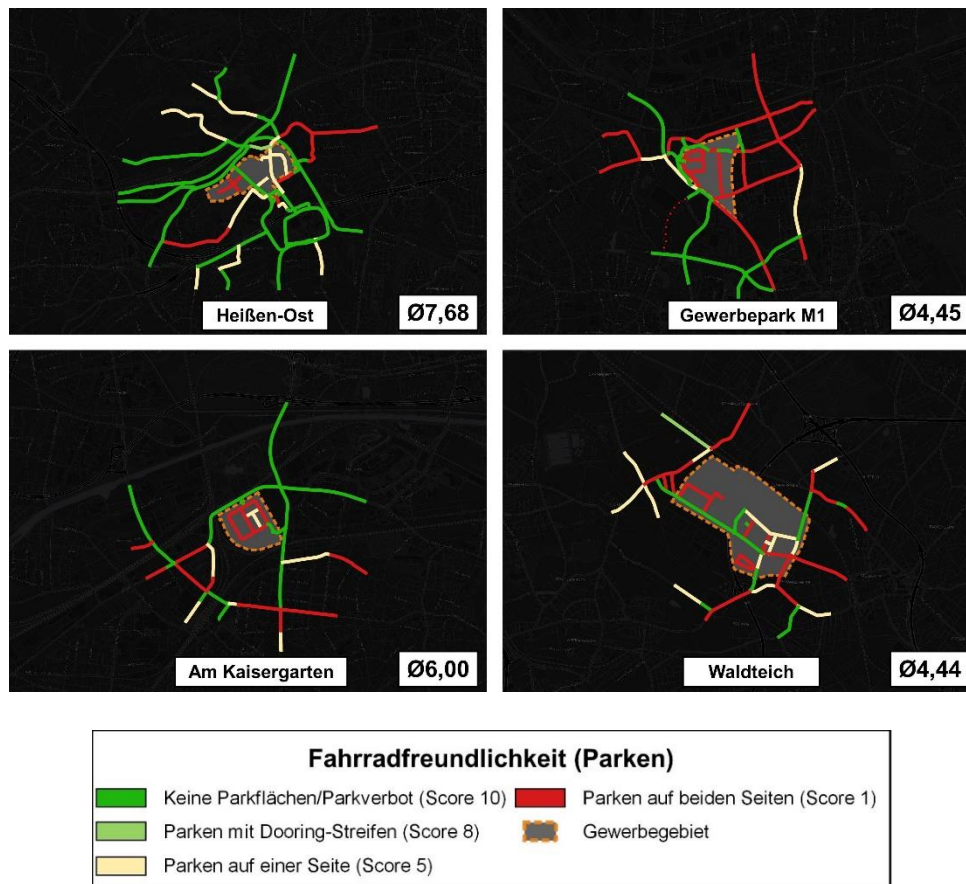 Heißen-Ost
Ø7,68
Gewerbepark M1
Ø4,45
Am Kaisergarten
Ø6,00
Waldteich
Ø4,44
Fahrradfreundlichkeit (Parken)
Keine Parkflächen/Parkverbot (Score 10)
Parken mit Dooring-Streifen (Score 8)
Parken auf einer Seite (Score 5)
Parken auf beiden Seiten (Score 1)
Gewerbegebiet